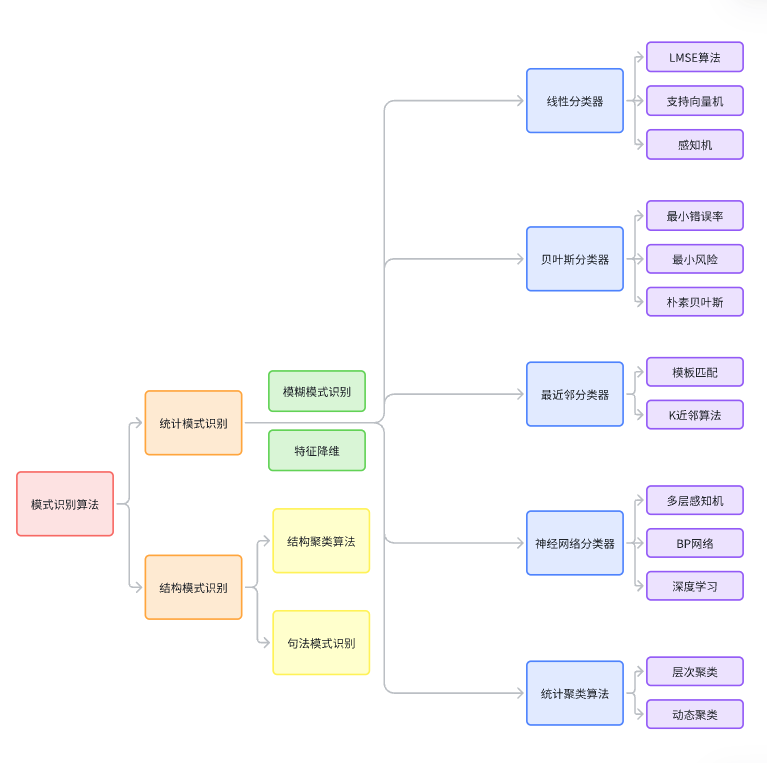 模式识别算法
统计模式识别
结构模式识别
模糊模式识别
特征降维
结构聚类算法
句法模式识别
线性分类器
LMSE算法
支持向量机
感知机
贝叶斯分类器
最小错误率
最小风险
朴素贝叶斯
最近邻分类器
模板匹配
K近邻算法
神经网络分类器
多层感知机
BP网络
深度学习
统计聚类算法
层次聚类
动态聚类